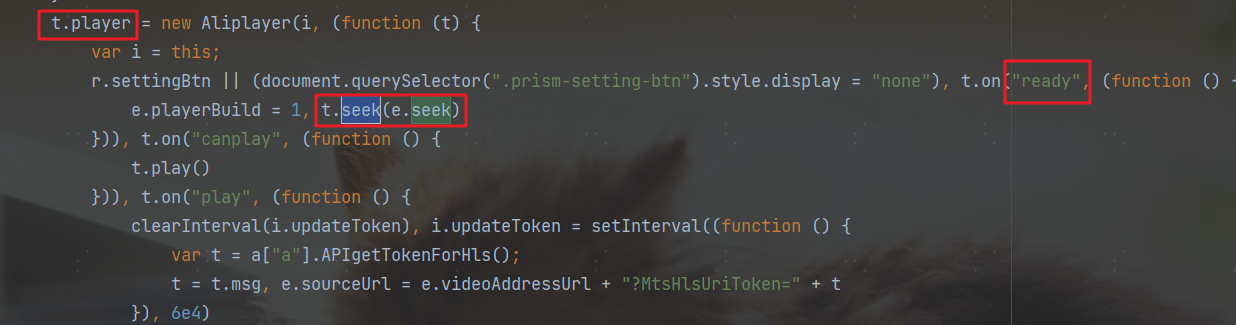 t.player = new Aliplayer(i, (function (t) {
var i = this;
r.settingBtn || (document.querySelector(".prism-setting-btn").style.display = "none"), t.on("ready", (function () {
e.playerBuild = 1, t.seek(e.seek)
})), t.on("canplay", (function () {
t.play()
})), t.on("play", (function () {
clearInterval(i.updateToken), i.updateToken = setInterval((function () {
var t = a["a"].APIgetTokenForHls();
t = t.msg, e.sourceUrl = e.videoAddressUrl + "?MtsHlsUriToken=" + t
}), 6e4)